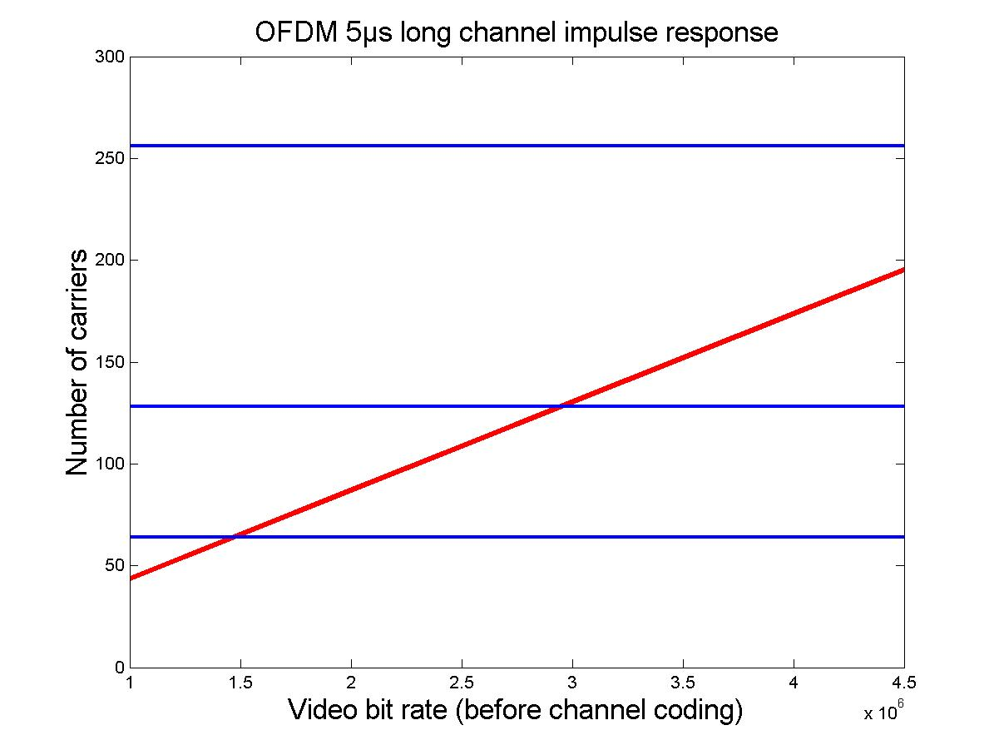 OFDM 5µs long channel impulse response
300
250
200
150
100
50
0
Number of carriers
1 1.5 2 2.5 3 3.5 4 4.5
Video bit rate (before channel coding)
x 10^6